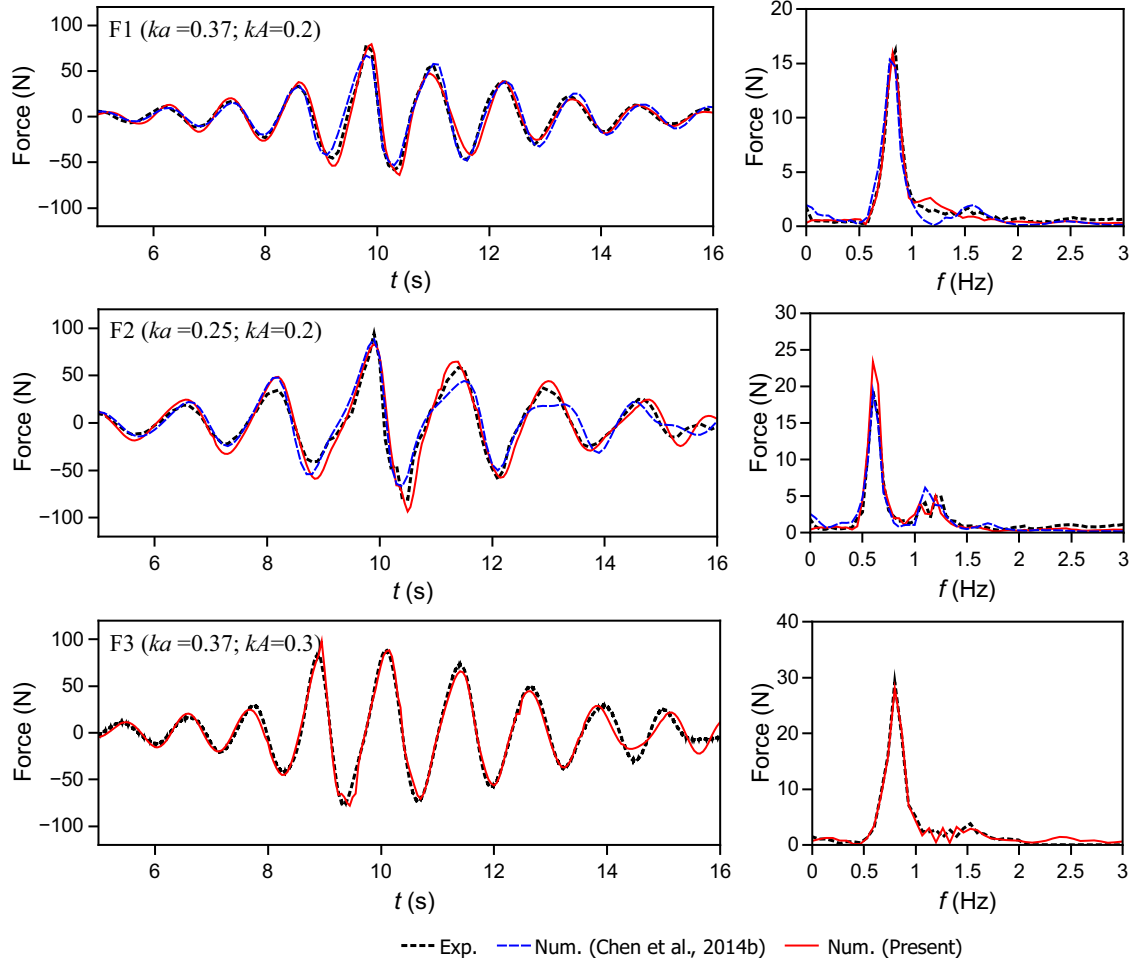 F1 (ka =0.37; kA=0.2)
Force (N)
100
50
0
−50
−100
6 8 10 12 14 16
t (s)
Force (N)
20
15
10
5
0
0 0.5 1 1.5 2 2.5 3
f (Hz)
F2 (ka =0.25; kA=0.2)
Force (N)
100
50
0
−50
−100
6 8 10 12 14 16
t (s)
Force (N)
30
25
20
15
10
5
0
0 0.5 1 1.5 2 2.5 3
f (Hz)
F3 (ka =0.37; kA=0.3)
Force (N)
100
50
0
−50
−100
6 8 10 12 14 16
t (s)
Force (N)
40
30
20
10
0
0 0.5 1 1.5 2 2.5 3
f (Hz)
Exp. Num. (Chen et al., 2014b) Num. (Present)